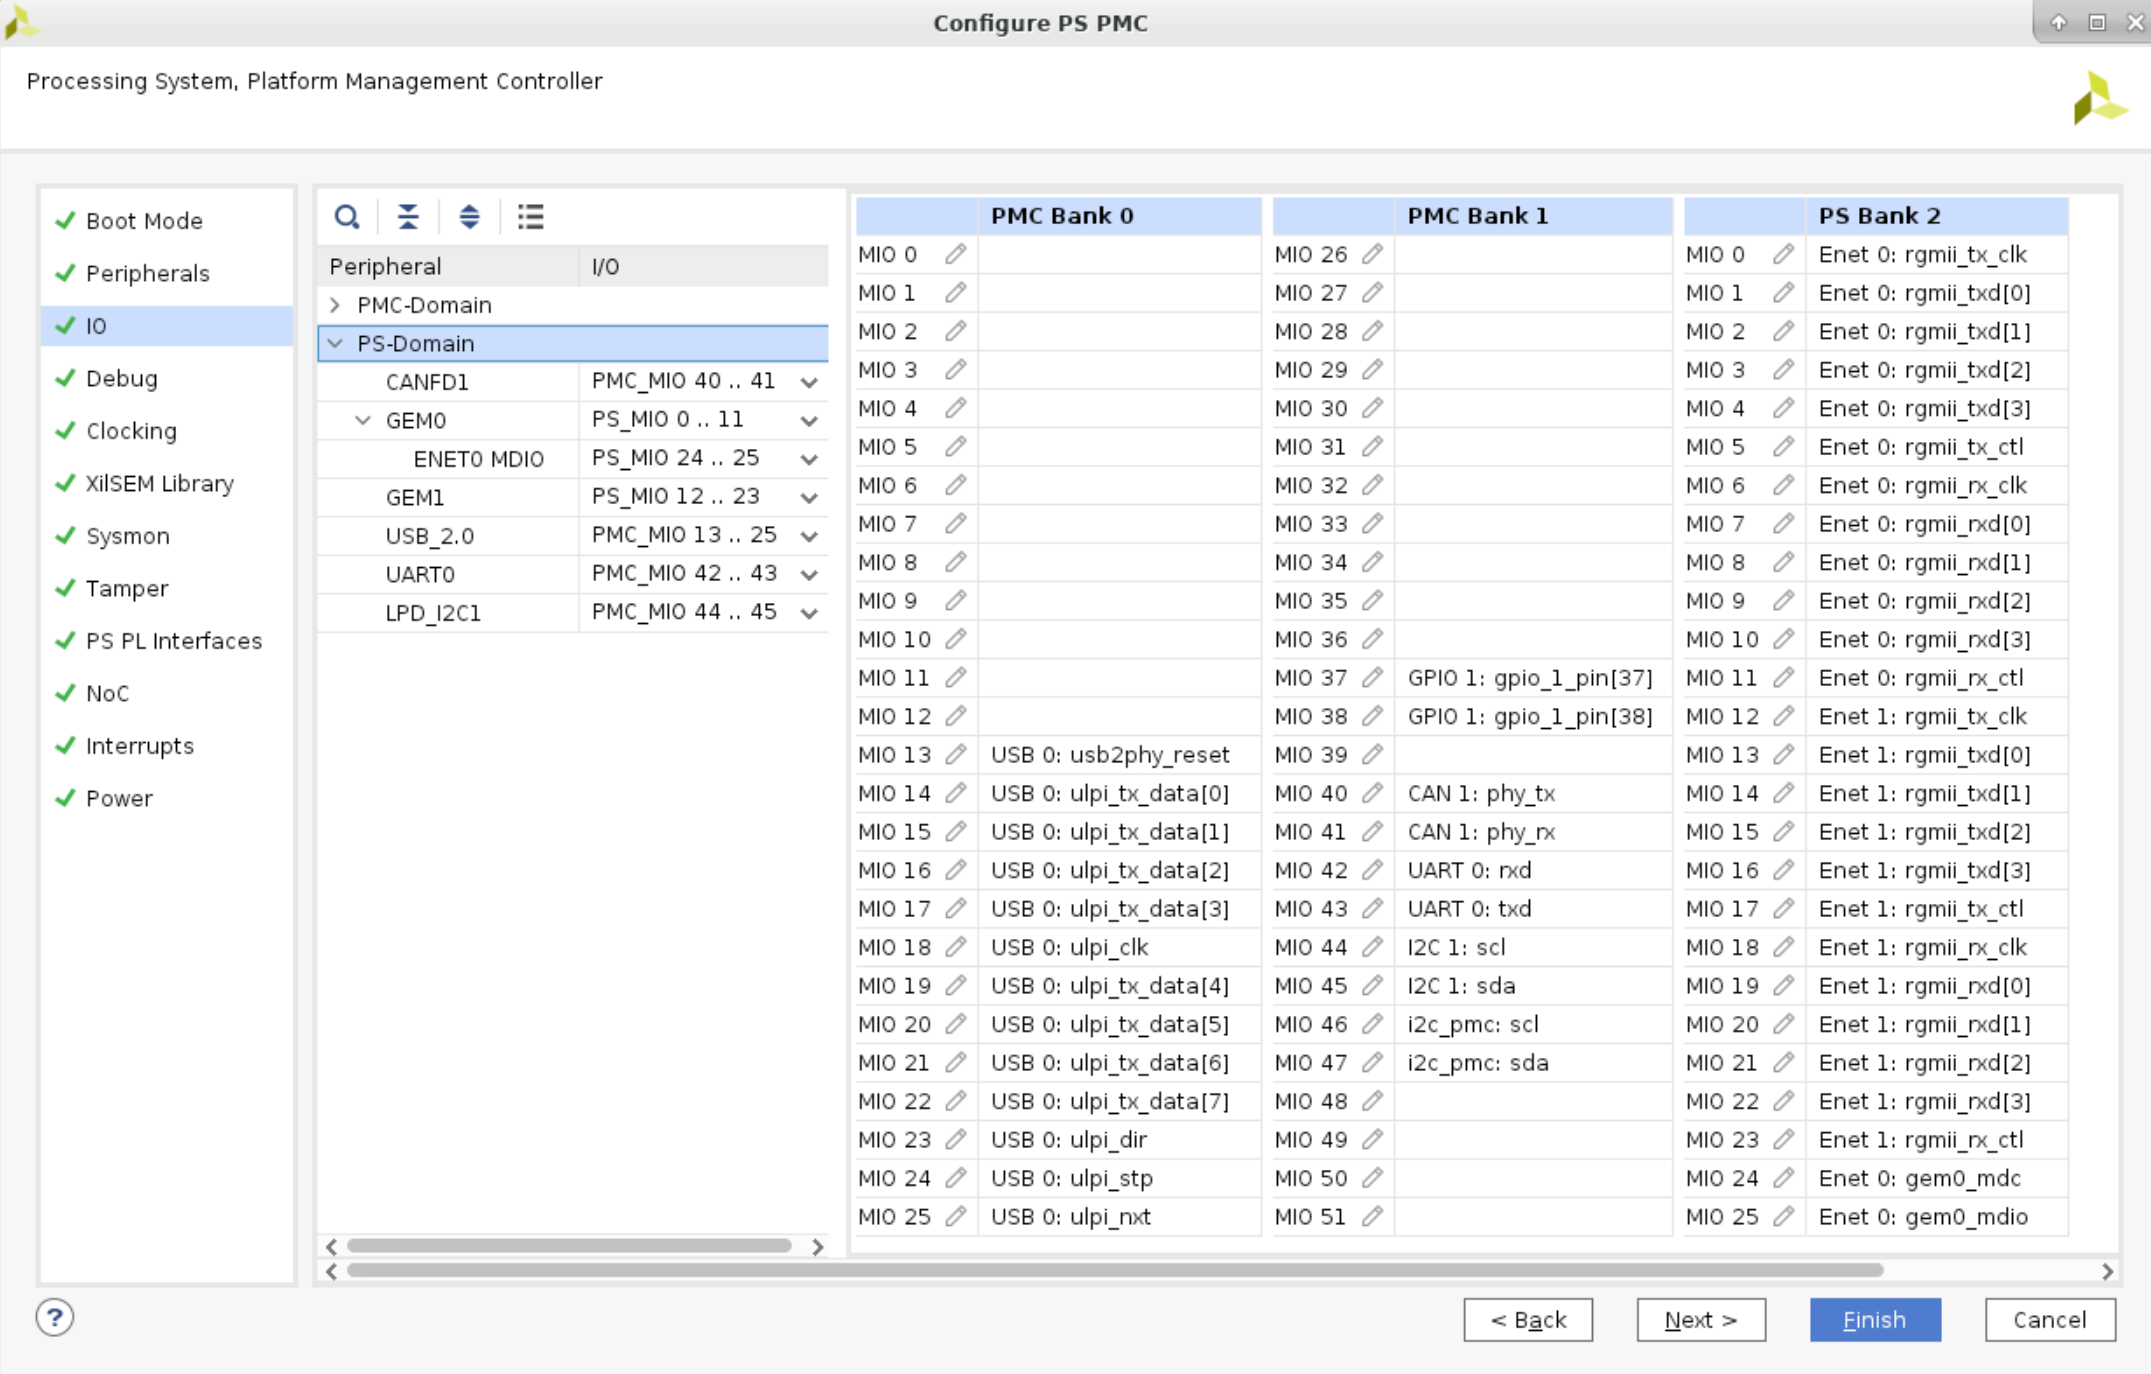 Configure PS PMC
Processing System, Platform Management Controller
Boot Mode
Peripherals
IO
Debug
Clocking
XilSEM Library
Sysmon
Tamper
PS PL Interfaces
NoC
Interrupts
Power
Peripheral I/O
PMC-Domain
PS-Domain
CANFD1 PMC_MIO 40 .. 41
GEM0 PS_MIO 0 .. 11
ENET0 MDIO PS_MIO 24 .. 25
GEM1 PS_MIO 12 .. 23
USB_2.0 PMC_MIO 13 .. 25
UART0 PMC_MIO 42 .. 43
LPD_I2C1 PMC_MIO 44 .. 45
PMC Bank 0 PMC Bank 1 PS Bank 2
MIO 0 MIO 26 MIO 0 Enet 0: rgmii_tx_clk
MIO 1 MIO 27 MIO 1 Enet 0: rgmii_txd[0]
MIO 2 MIO 28 MIO 2 Enet 0: rgmii_txd[1]
MIO 3 MIO 29 MIO 3 Enet 0: rgmii_txd[2]
MIO 4 MIO 30 MIO 4 Enet 0: rgmii_txd[3]
MIO 5 MIO 31 MIO 5 Enet 0: rgmii_tx_ctl
MIO 6 MIO 32 MIO 6 Enet 0: rgmii_rx_clk
MIO 7 MIO 33 MIO 7 Enet 0: rgmii_rxd[0]
MIO 8 MIO 34 MIO 8 Enet 0: rgmii_rxd[1]
MIO 9 MIO 35 MIO 9 Enet 0: rgmii_rxd[2]
MIO 10 MIO 36 MIO 10 Enet 0: rgmii_rxd[3]
MIO 11 MIO 37 GPIO 1: gpio_1_pin[37] MIO 11 Enet 0: rgmii_rx_ctl
MIO 12 MIO 38 GPIO 1: gpio_1_pin[38] MIO 12 Enet 1: rgmii_tx_clk
MIO 13 USB 0: usb2phy_reset MIO 39 MIO 13 Enet 1: rgmii_txd[0]
MIO 14 USB 0: ulpi_tx_data[0] MIO 40 CAN 1: phy_tx MIO 14 Enet 1: rgmii_txd[1]
MIO 15 USB 0: ulpi_tx_data[1] MIO 41 CAN 1: phy_rx MIO 15 Enet 1: rgmii_txd[2]
MIO 16 USB 0: ulpi_tx_data[2] MIO 42 UART 0: rxd MIO 16 Enet 1: rgmii_txd[3]
MIO 17 USB 0: ulpi_tx_data[3] MIO 43 UART 0: txd MIO 17 Enet 1: rgmii_tx_ctl
MIO 18 USB 0: ulpi_clk MIO 44 I2C 1: scl MIO 18 Enet 1: rgmii_rx_clk
MIO 19 USB 0: ulpi_tx_data[4] MIO 45 I2C 1: sda MIO 19 Enet 1: rgmii_rxd[0]
MIO 20 USB 0: ulpi_tx_data[5] MIO 46 i2c_pmc: scl MIO 20 Enet 1: rgmii_rxd[1]
MIO 21 USB 0: ulpi_tx_data[6] MIO 47 i2c_pmc: sda MIO 21 Enet 1: rgmii_rxd[2]
MIO 22 USB 0: ulpi_tx_data[7] MIO 48 MIO 22 Enet 1: rgmii_rxd[3]
MIO 23 USB 0: ulpi_dir MIO 49 MIO 23 Enet 1: rgmii_rx_ctl
MIO 24 USB 0: ulpi_stp MIO 50 MIO 24 Enet 0: gem0_mdc
MIO 25 USB 0: ulpi_nxt MIO 51 MIO 25 Enet 0: gem0_mdio
? < Back Next > Finish Cancel